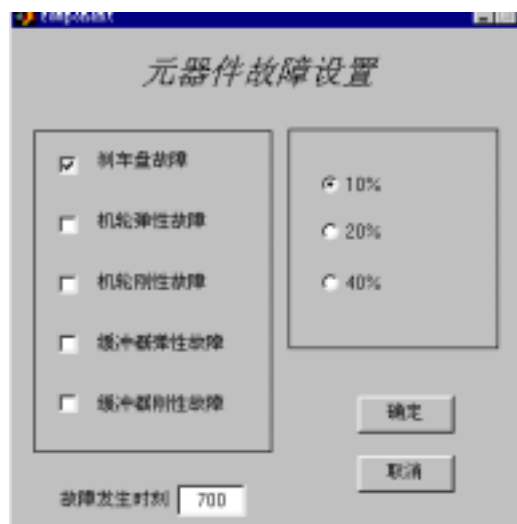 component
元器件故障设置
刹车盘故障
机轮弹性故障
机轮刚性故障
缓冲器弹性故障
缓冲器刚性故障
10%
20%
40%
确定
取消
故障发生时刻 700